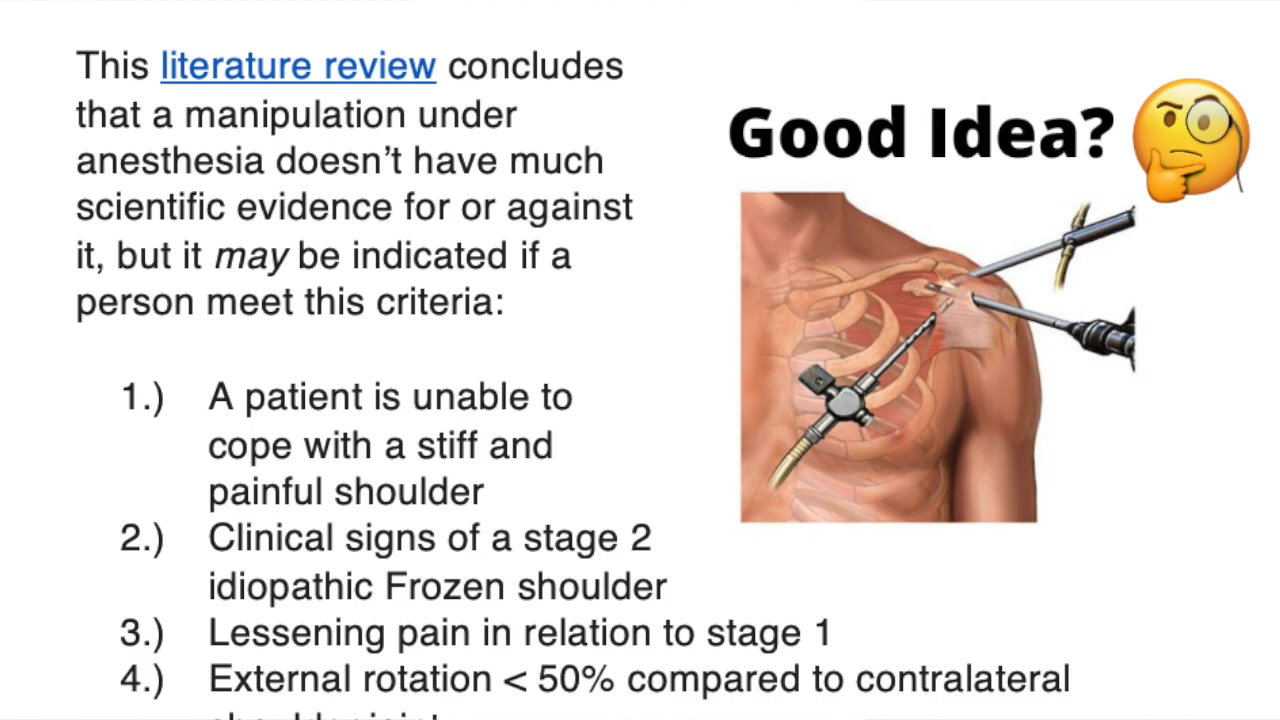 This literature review concludes
that a manipulation under
anesthesia doesn’t have much
scientific evidence for or against
it, but it may be indicated if a
person meet this criteria:
Good Idea?
1.) A patient is unable to
cope with a stiff and
painful shoulder
2.) Clinical signs of a stage 2
idiopathic Frozen shoulder
3.) Lessening pain in relation to stage 1
4.) External rotation < 50% compared to contralateral